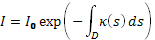 I = I₀ exp(−∫_D κ(s) ds)